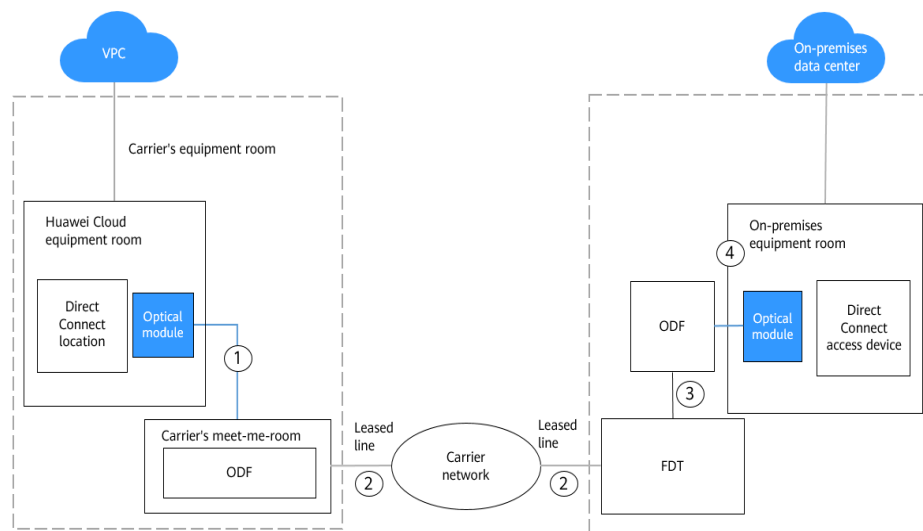 VPC
On-premises
data center
Carrier's equipment room
Huawei Cloud
equipment room
Direct
Connect
location
Optical
module
1
Carrier's meet-me-room
ODF
Leased
line
2
Carrier
network
Leased
line
2
On-premises
equipment room
4
ODF
Optical
module
Direct
Connect
access device
3
FDT